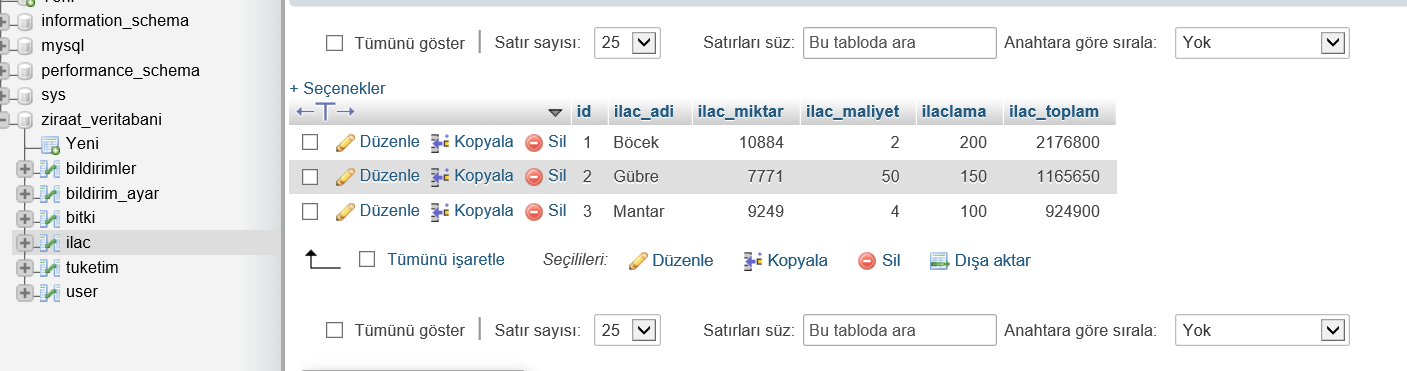 Yeni
information_schema
mysql
performance_schema
sys
ziraat_veritabani
Yeni
bildirimler
bildirim_ayar
bitki
ilac
tuketim
user
Tümünü göster | Satır sayısı: 25 Satırları süz: Bu tabloda ara Anahtara göre sırala: Yok
+ Seçenekler
←T→ id ilac_adi ilac_miktar ilac_maliyet ilaclama ilac_toplam
Düzenle Kopyala Sil 1 Böcek 10884 2 200 2176800
Düzenle Kopyala Sil 2 Gübre 7771 50 150 1165650
Düzenle Kopyala Sil 3 Mantar 9249 4 100 924900
Tümünü işaretle Seçilileri: Düzenle Kopyala Sil Dışa aktar
Tümünü göster | Satır sayısı: 25 Satırları süz: Bu tabloda ara Anahtara göre sırala: Yok